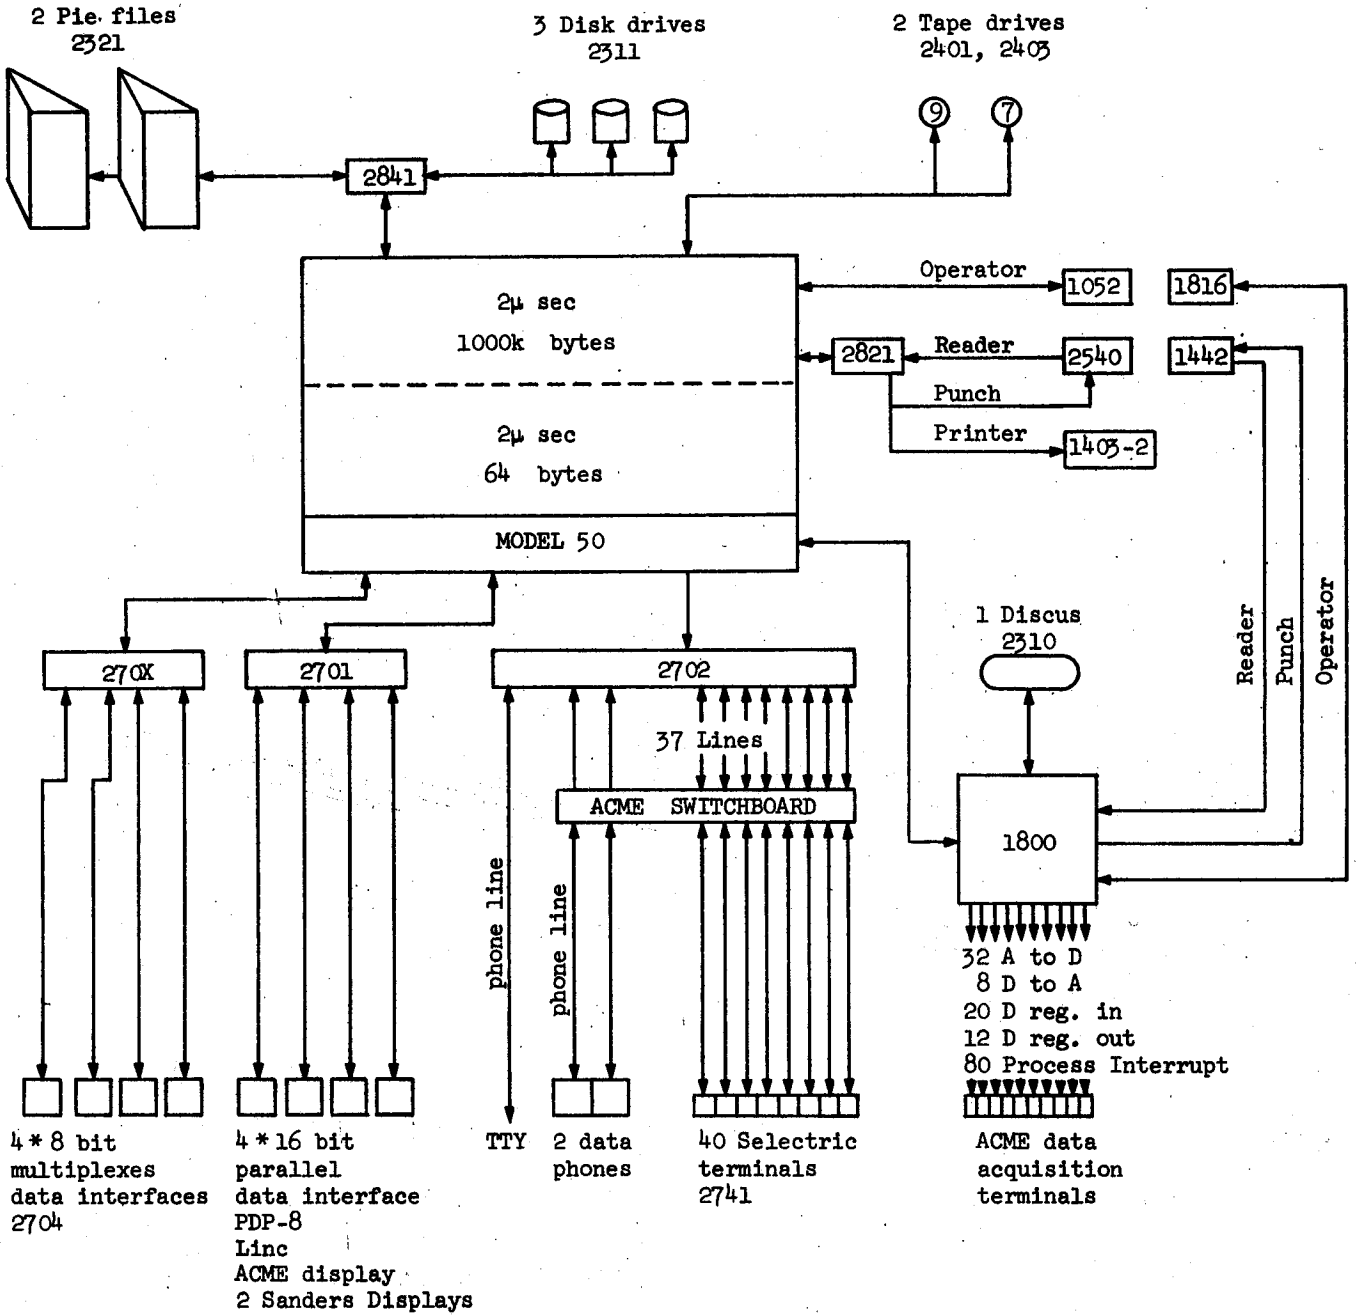 2 Pie files
2321
3 Disk drives
2311
2 Tape drives
2401, 2403
9
7
2841
2µ sec
1000k bytes
2µ sec
64 bytes
MODEL 50
Operator
1052
1816
2821
Reader
2540
1442
Punch
Printer
1403-2
Reader
Punch
Operator
1 Discus
2310
270X
2701
2702
37 Lines
ACME SWITCHBOARD
1800
phone line
phone line
32 A to D
8 D to A
20 D reg. in
12 D reg. out
80 Process Interrupt
4 * 8 bit
multiplexes
data interfaces
2704
4 * 16 bit
parallel
data interface
PDP-8
Linc
ACME display
2 Sanders Displays
TTY
2 data
phones
40 Selectric
terminals
2741
ACME data
acquisition
terminals